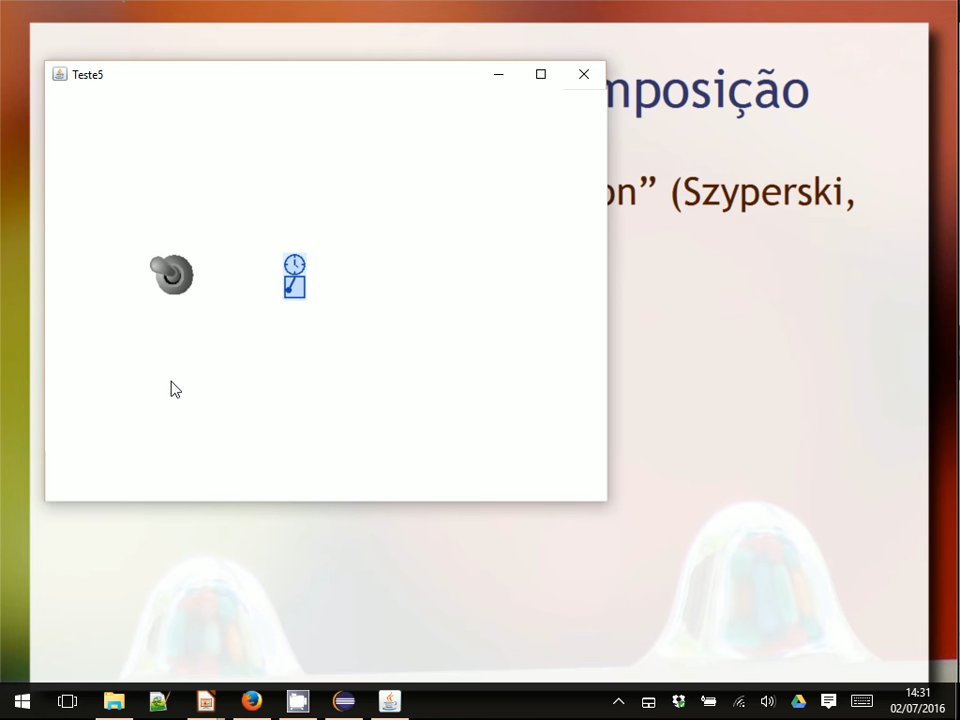 Teste5
mposição
on” (Szyperski,
14:31
02/07/2016